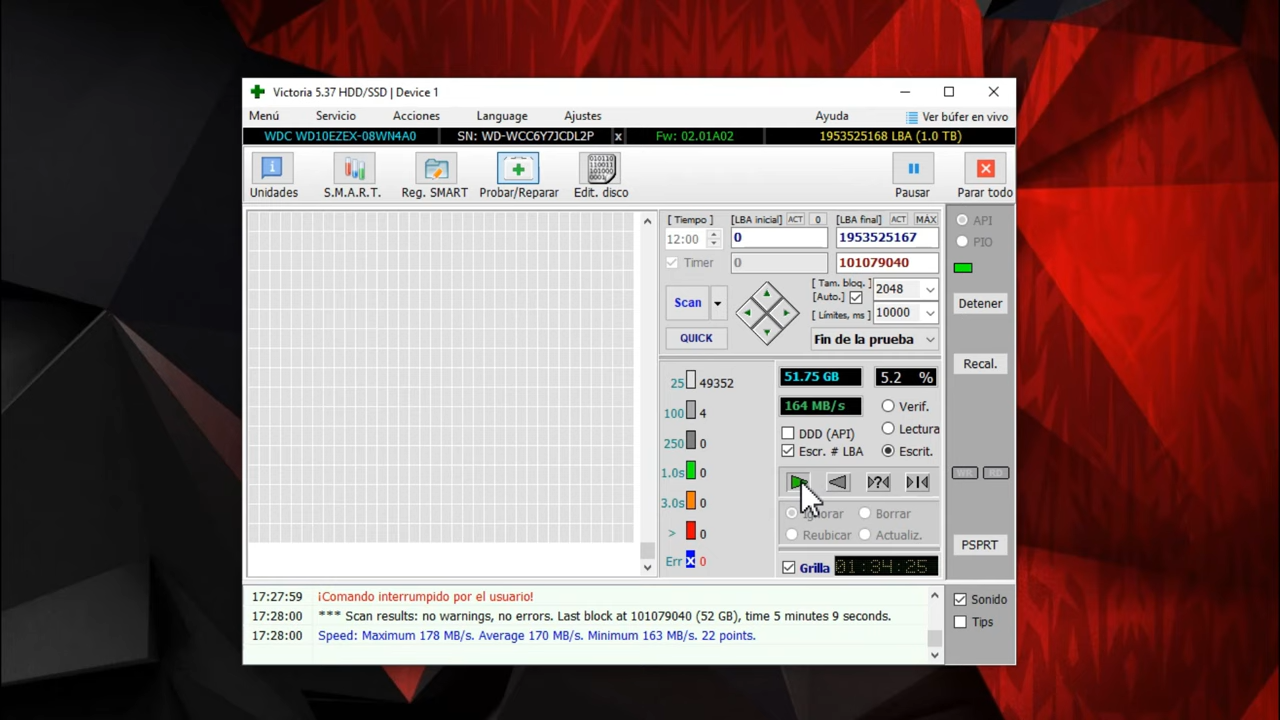 Victoria 5.37 HDD/SSD | Device 1
Menú Servicio Acciones Language Ajustes Ayuda Ver búfer en vivo
WDC WD10EZEX-08WN4A0 SN: WD-WCC6Y7JCDL2P x Fw: 02.01A02 1953525168 LBA (1.0 TB)
Unidades S.M.A.R.T. Reg. SMART Probar/Reparar Edit. disco Pausar Parar todo
[ Tiempo ] [LBA inicial] ACT 0 [LBA final] ACT MÁX API
12:00 0 1953525167 PIO
Timer 0 101079040
[ Tam. bloq. ] 2048
[Auto.]
Scan [ Límites, ms ] 10000 Detener
QUICK Fin de la prueba
Recal.
25 49352 51.75 GB 5.2 %
100 4 164 MB/s Verif.
250 0 DDD (API) Lectura
1.0s 0 Escr. # LBA Escrit.
WR RD
3.0s 0 Ignorar Borrar
> 0 Reubicar Actualiz.
PSPRT
Err x 0 Grilla 01:34:25
17:27:59 ¡Comando interrumpido por el usuario!
17:28:00 *** Scan results: no warnings, no errors. Last block at 101079040 (52 GB), time 5 minutes 9 seconds.
17:28:00 Speed: Maximum 178 MB/s. Average 170 MB/s. Minimum 163 MB/s. 22 points.
Sonido
Tips